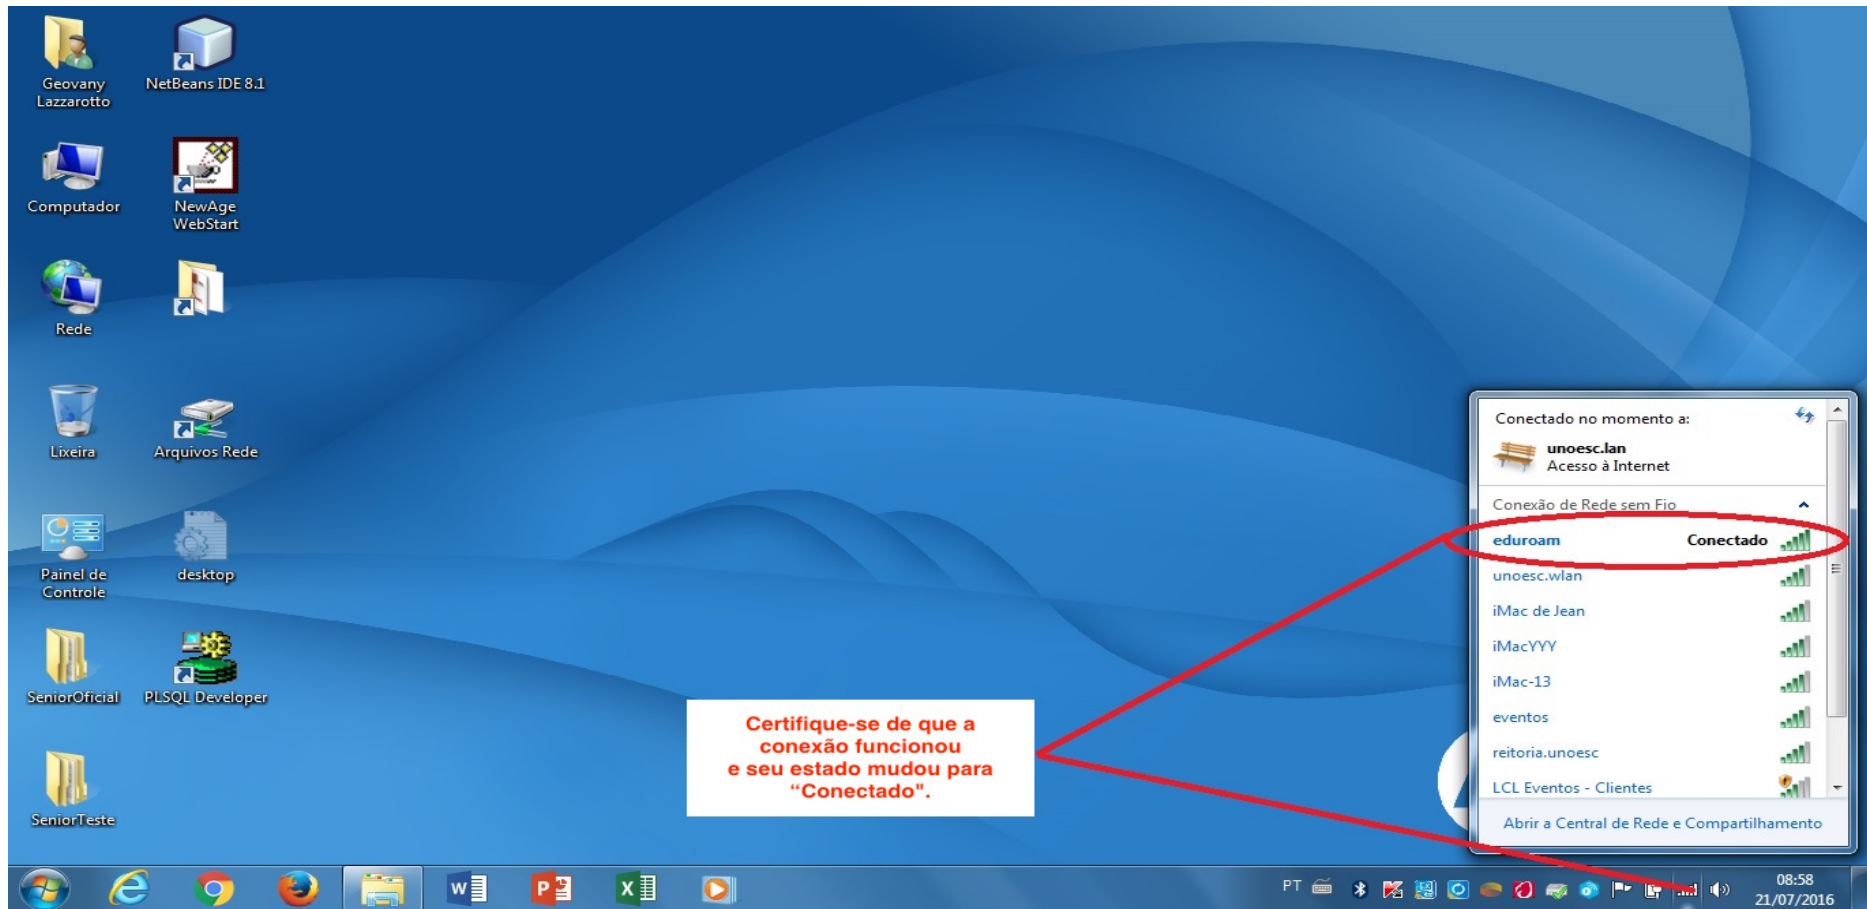 Geovany
Lazzarotto
NetBeans IDE 8.1
Computador
NewAge
WebStart
Rede
Lixeira
Arquivos Rede
Painel de
Controle
desktop
SeniorOficial
PLSQL Developer
SeniorTeste
Certifique-se de que a
conexão funcionou
e seu estado mudou para
“Conectado".
Conectado no momento a:
unoesc.lan
Acesso à Internet
Conexão de Rede sem Fio
eduroam Conectado
unoesc.wlan
iMac de Jean
iMacYYY
iMac-13
eventos
reitoria.unoesc
LCL Eventos - Clientes
Abrir a Central de Rede e Compartilhamento
PT
08:58
21/07/2016